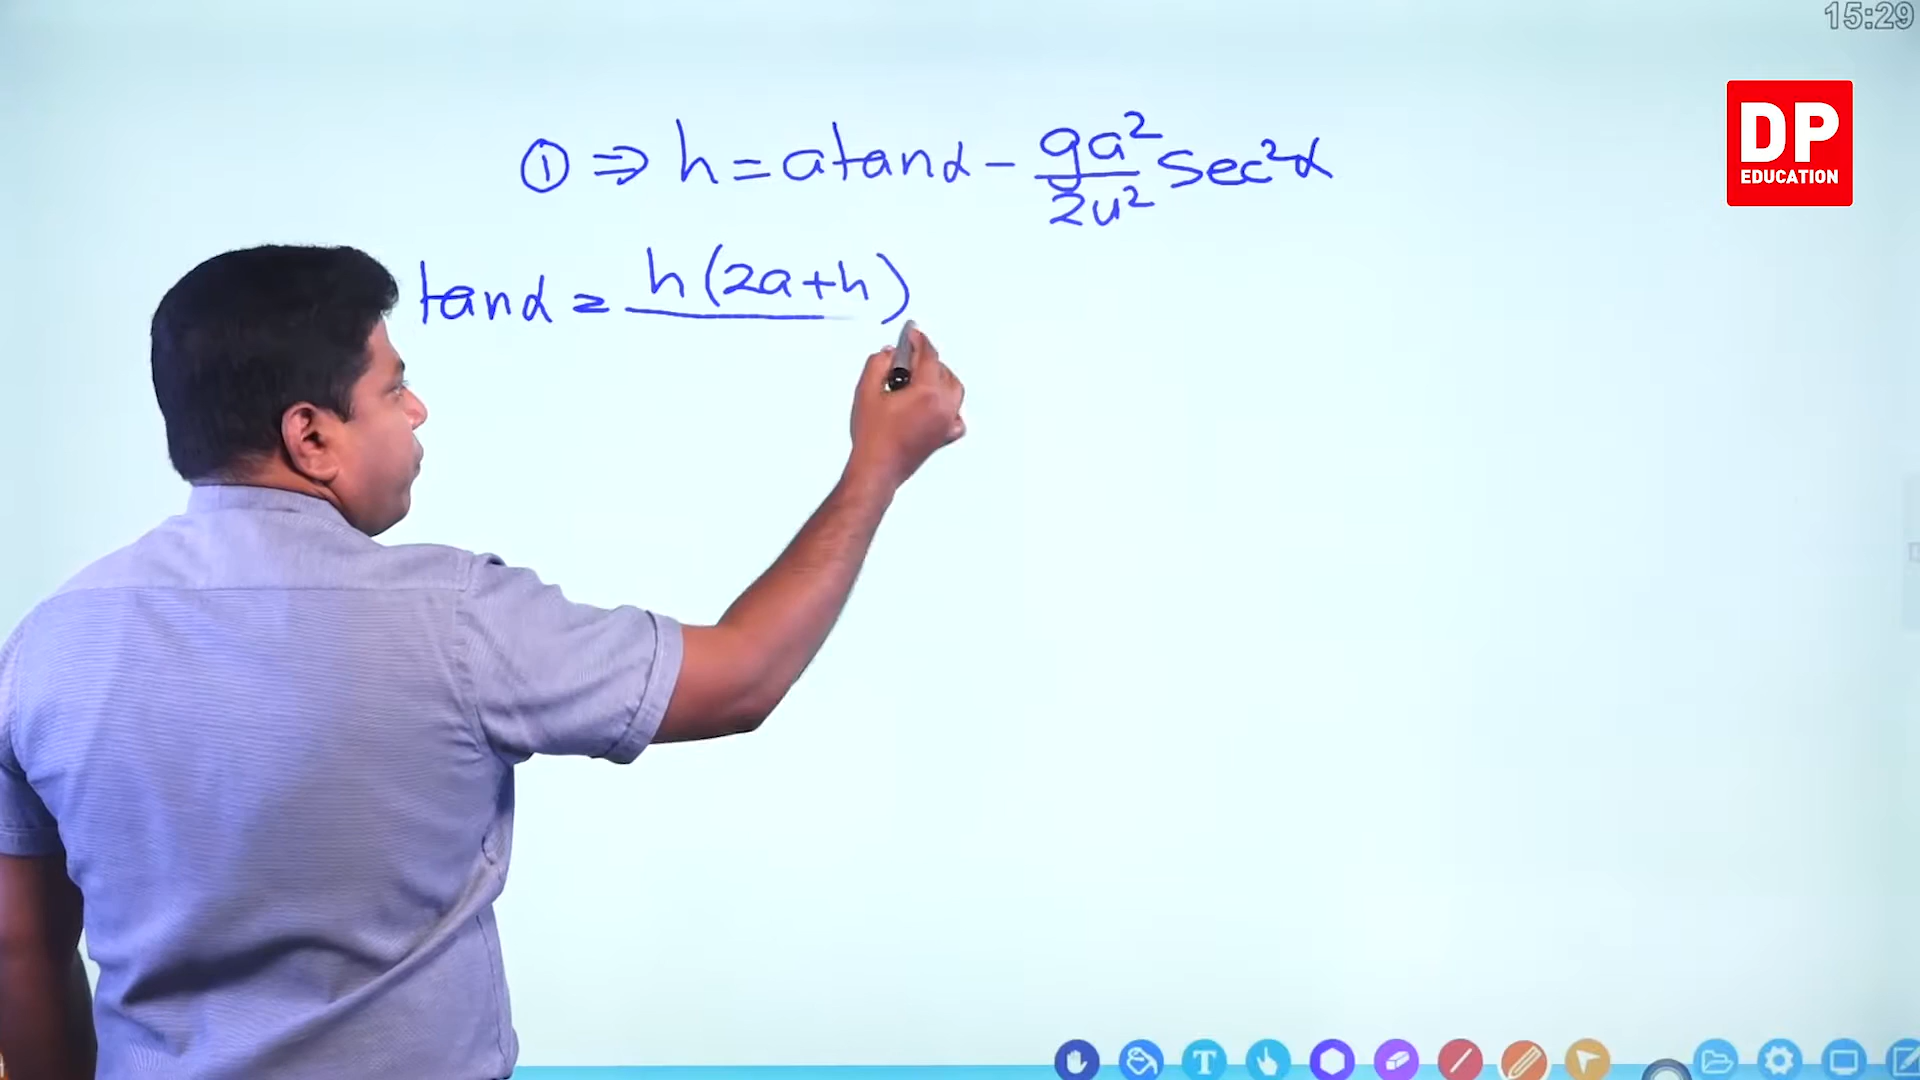 15:29
DP
EDUCATION
① ⇒ h = a tanα − ga²/2u² sec²α
tanα = h(2a+h)